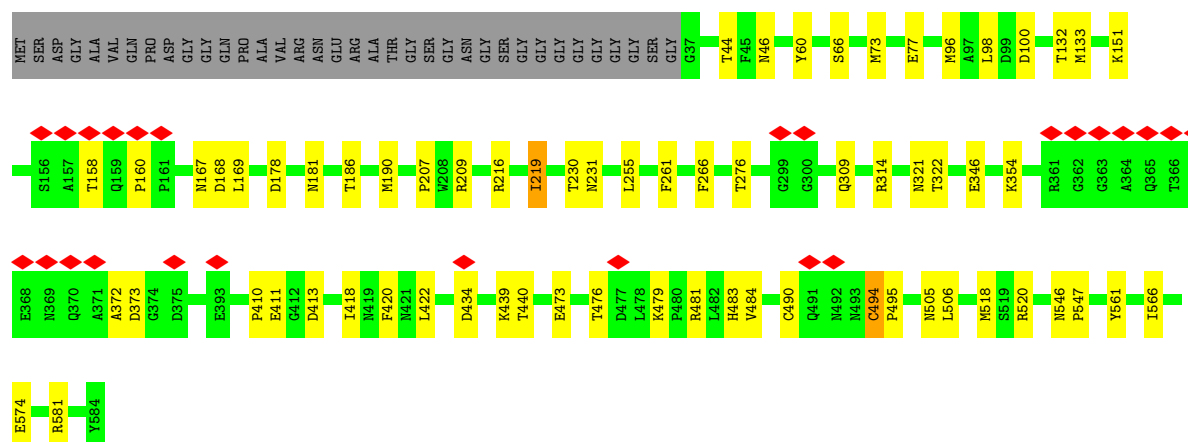 MET SER ASP GLY ALA VAL GLN PRO ASP GLY GLY GLN PRO ALA VAL ARG ASN GLU ARG ALA THR GLY SER GLY ASN GLY SER GLY GLY GLY GLY GLY GLY GLY SER GLY G37 T44 F45 N46 Y60 S66 M73 E77 M96 A97 L98 D99 D100 T132 M133 K151
S156 A157 T158 Q159 P160 P161 N167 D168 L169 D178 N181 T186 M190 P207 W208 R209 R216 I219 T230 N231 L255 F261 F266 T276 G299 G300 Q309 R314 N321 T322 E346 K354 R361 G362 G363 A364 Q365 T366
E368 N369 Q370 A371 A372 D373 G374 D375 E393 P410 E411 G412 D413 I418 N419 F420 N421 L422 D434 K439 T440 E473 T476 D477 L478 K479 P480 R481 L482 H483 V484 C490 Q491 N492 N493 C494 P495 N505 L506 M518 S519 R520 N546 P547 Y561 I566
E574 R581 Y584